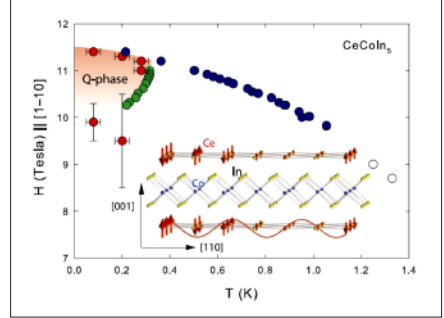 12
11
10
9
8
7
0.0
0.2
0.4
0.6
0.8
1.0
1.2
1.4
H (Tesla) || [1–10]
T (K)
CeCoIn5
Q-phase
Ce
In
Co
[001]
[110]